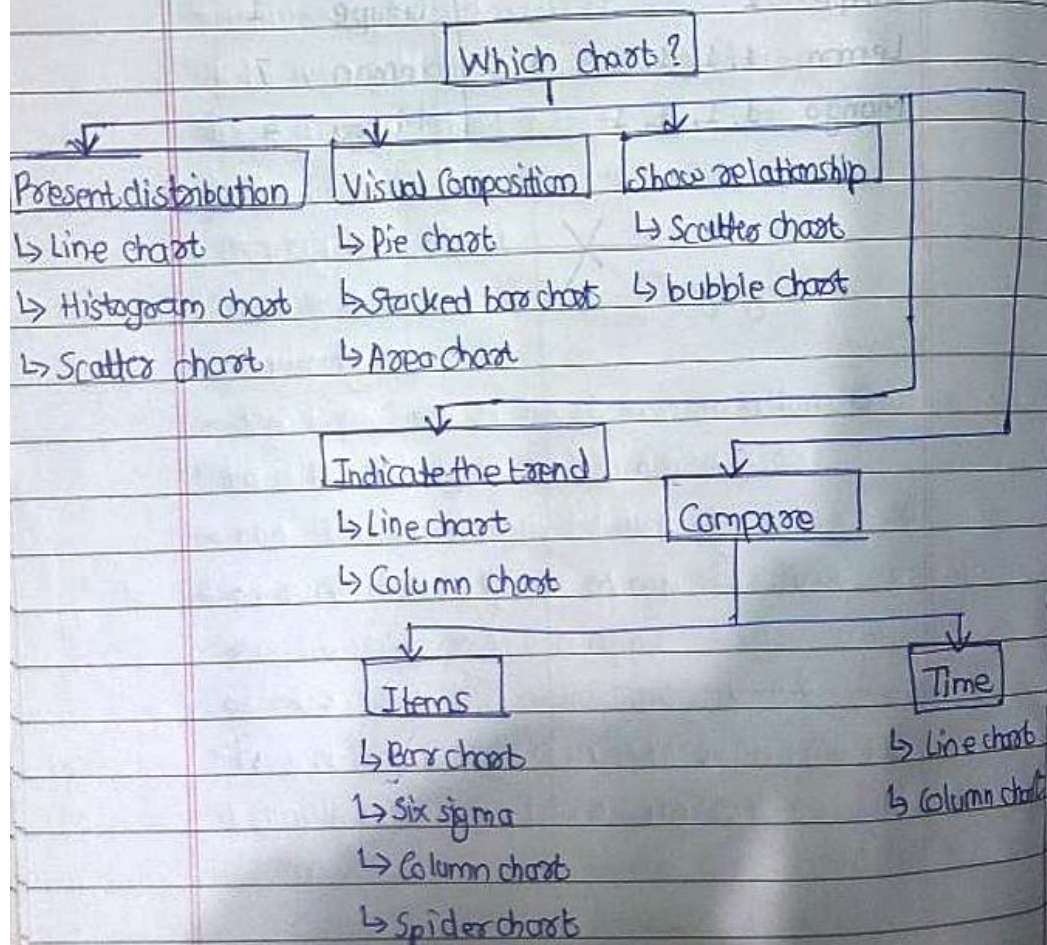 Which chart?
Present distribution
↳ Line chart
↳ Histogram chart
↳ Scatter chart
Visual Composition
↳ Pie chart
↳ Stacked bar chart
↳ Area chart
Show relationship
↳ Scatter chart
↳ bubble chart
Indicate the trend
↳ Line chart
↳ Column chart
Compare
Items
↳ Bar chart
↳ Six sigma
↳ Column chart
↳ Spider chart
Time
↳ Line chart
↳ Column chart